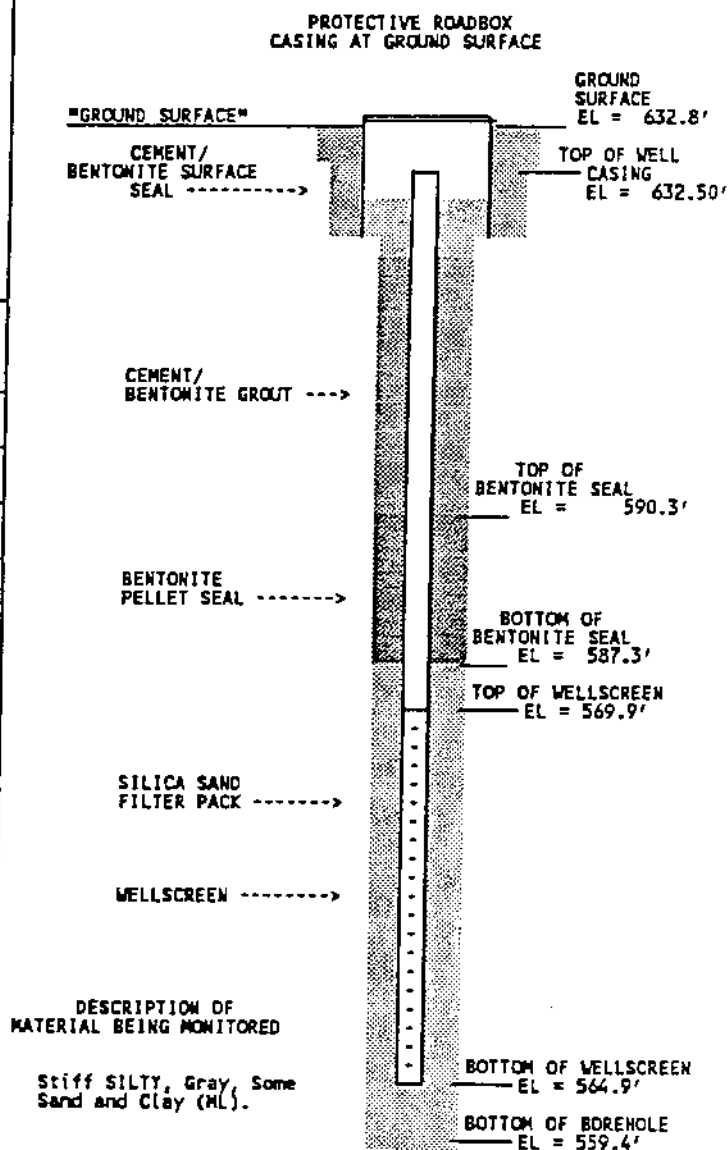 PROTECTIVE ROADBOX
CASING AT GROUND SURFACE
GROUND
SURFACE
EL = 632.8'
"GROUND SURFACE"
CEMENT/
BENTONITE SURFACE
SEAL -------->
TOP OF WELL
CASING
EL = 632.50'
CEMENT/
BENTONITE GROUT ---->
TOP OF
BENTONITE SEAL
EL = 590.3'
BENTONITE
PELLET SEAL ------->
BOTTOM OF
BENTONITE SEAL
EL = 587.3'
TOP OF WELLSCREEN
EL = 569.9'
SILICA SAND
FILTER PACK ------->
WELLSCREEN -------->
DESCRIPTION OF
MATERIAL BEING MONITORED
Stiff SILTY, Gray, Some
Sand and Clay (ML).
BOTTOM OF WELLSCREEN
EL = 564.9'
BOTTOM OF BOREHOLE
EL = 559.4'